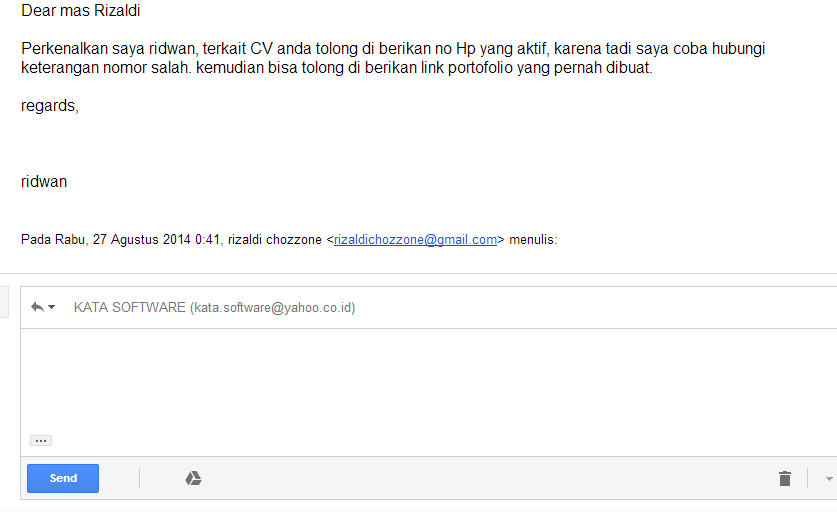 Dear mas Rizaldi
Perkenalkan saya ridwan, terkait CV anda tolong di berikan no Hp yang aktif, karena tadi saya coba hubungi
keterangan nomor salah. kemudian bisa tolong di berikan link portofolio yang pernah dibuat.
regards,
ridwan
Pada Rabu, 27 Agustus 2014 0:41, rizaldi chozzone <rizaldichozzone@gmail.com> menulis:
KATA SOFTWARE (kata.software@yahoo.co.id)
Send